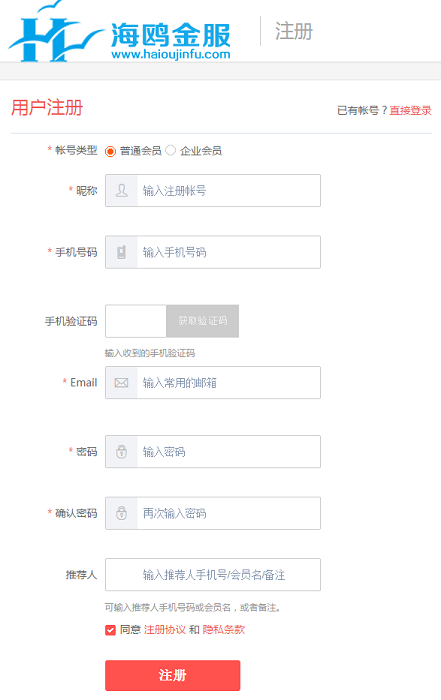 海鸥金服
www.haioujinfu.com
注册
用户注册
已有帐号？直接登录
* 帐号类型 普通会员 企业会员
* 昵称 输入注册帐号
* 手机号码 输入手机号码
手机验证码 获取验证码
输入收到的手机验证码
* Email 输入常用的邮箱
* 密码 输入密码
* 确认密码 再次输入密码
推荐人 输入推荐人手机号/会员名/备注
可输入推荐人手机号码或会员名，或者备注。
同意 注册协议 和 隐私条款
注册